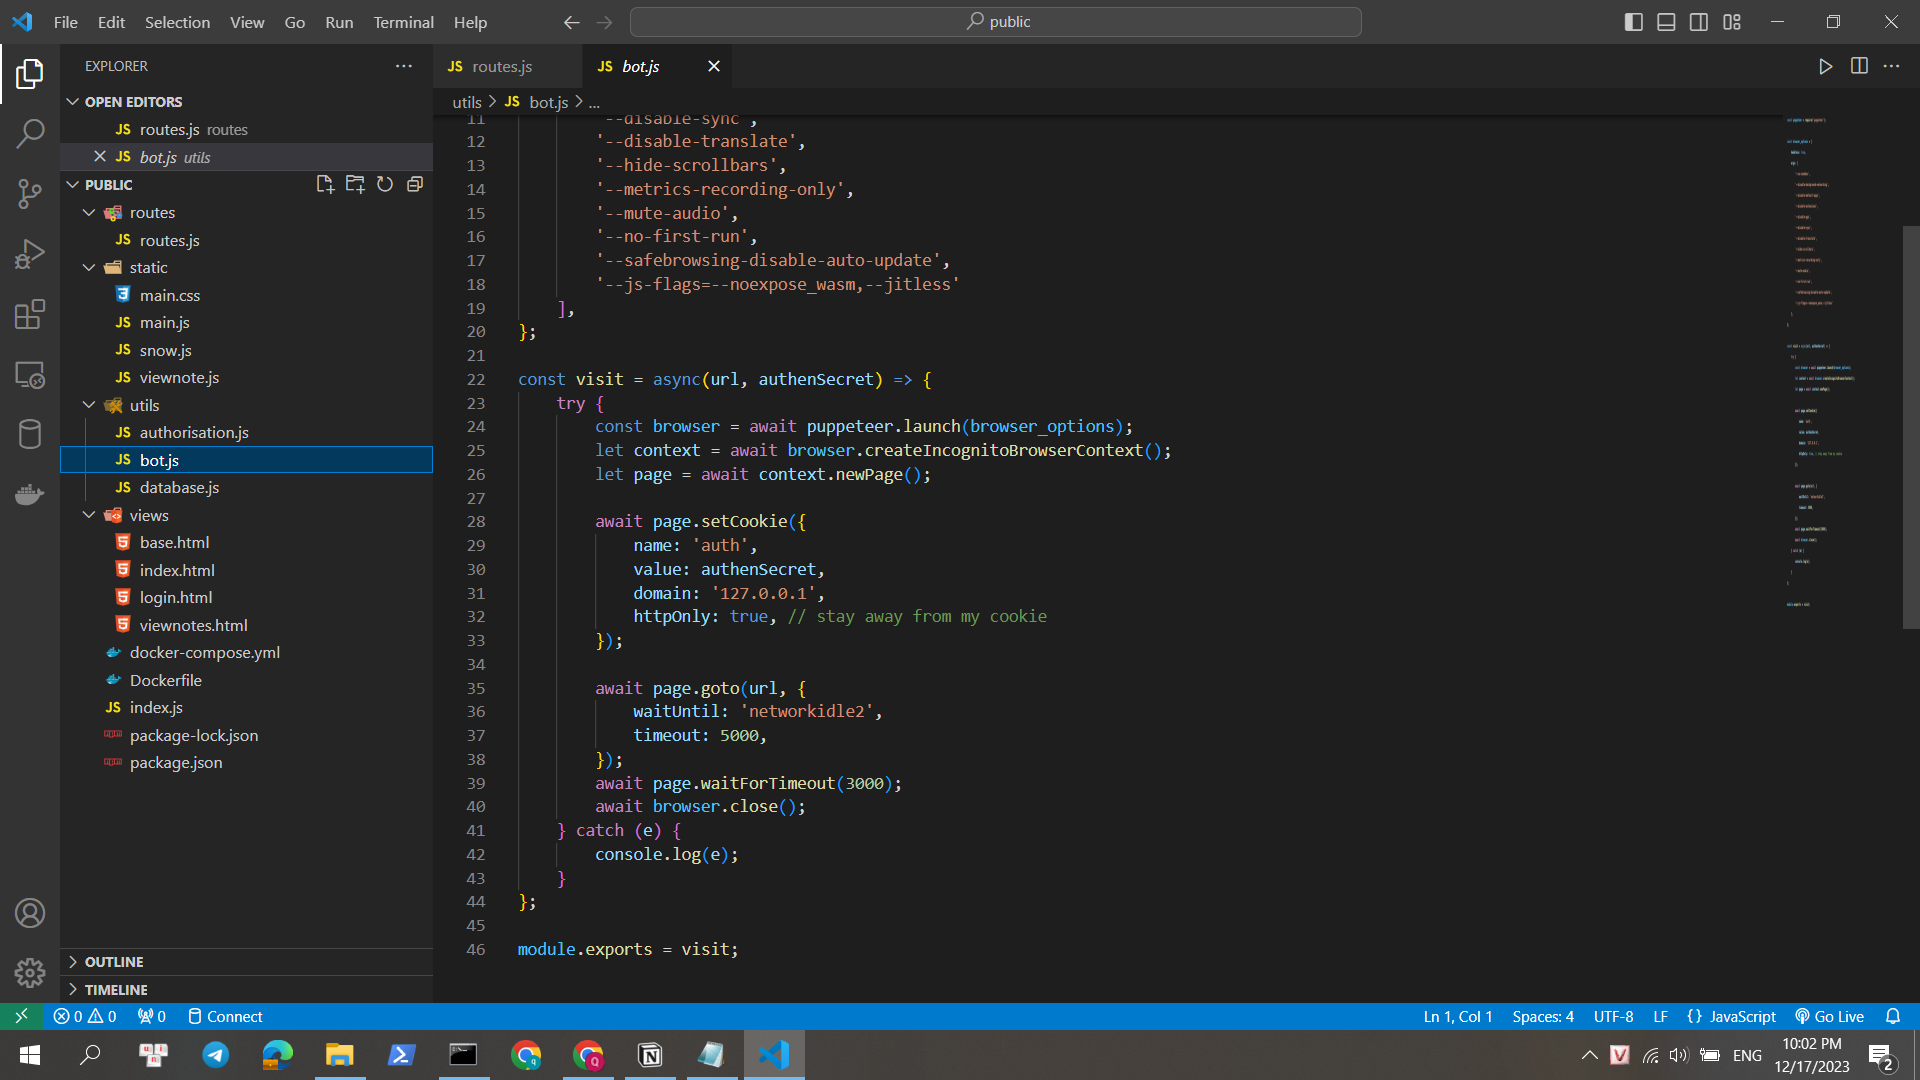 File Edit Selection View Go Run Terminal Help
public
EXPLORER
OPEN EDITORS
JS routes.js routes
JS bot.js utils
PUBLIC
routes
JS routes.js
static
main.css
JS main.js
JS snow.js
JS viewnote.js
utils
JS authorisation.js
JS bot.js
JS database.js
views
base.html
index.html
login.html
viewnotes.html
docker-compose.yml
Dockerfile
JS index.js
package-lock.json
package.json
OUTLINE
TIMELINE
JS routes.js
JS bot.js
utils > JS bot.js > ...
11 '--disable-sync',
12 '--disable-translate',
13 '--hide-scrollbars',
14 '--metrics-recording-only',
15 '--mute-audio',
16 '--no-first-run',
17 '--safebrowsing-disable-auto-update',
18 '--js-flags=--noexpose_wasm,--jitless'
19 ],
20 };
21
22 const visit = async(url, authenSecret) => {
23 try {
24 const browser = await puppeteer.launch(browser_options);
25 let context = await browser.createIncognitoBrowserContext();
26 let page = await context.newPage();
27
28 await page.setCookie({
29 name: 'auth',
30 value: authenSecret,
31 domain: '127.0.0.1',
32 httpOnly: true, // stay away from my cookie
33 });
34
35 await page.goto(url, {
36 waitUntil: 'networkidle2',
37 timeout: 5000,
38 });
39 await page.waitForTimeout(3000);
40 await browser.close();
41 } catch (e) {
42 console.log(e);
43 }
44 };
45
46 module.exports = visit;
0 0 0 Connect
Ln 1, Col 1 Spaces: 4 UTF-8 LF {} JavaScript Go Live
ENG
10:02 PM
12/17/2023
2